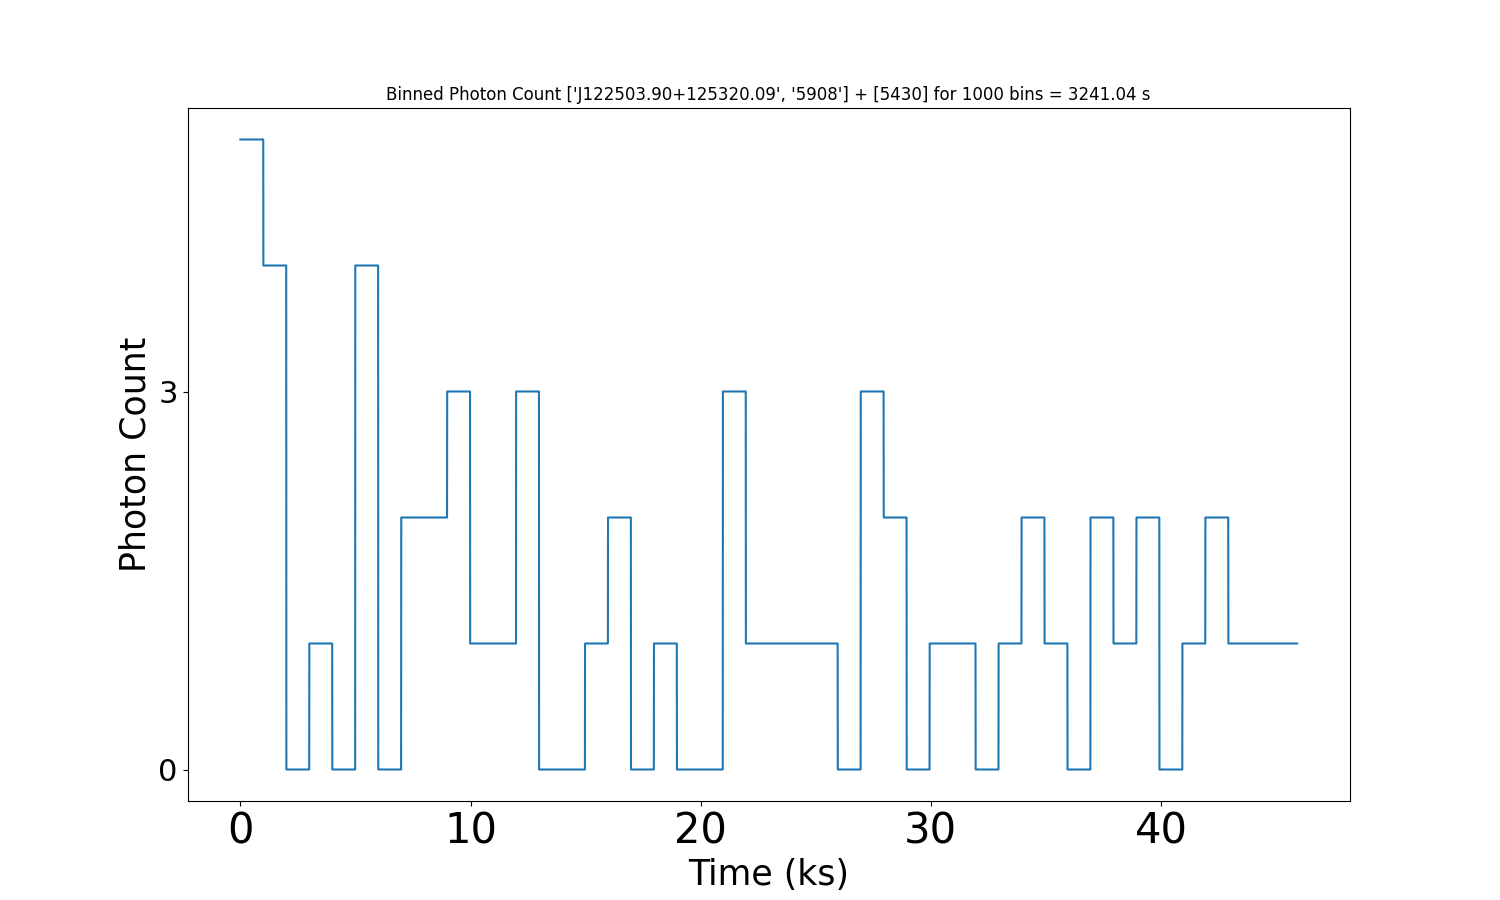 Binned Photon Count ['J122503.90+125320.09', '5908'] + [5430] for 1000 bins = 3241.04 s
Photon Count
3
0
0 10 20 30 40
Time (ks)